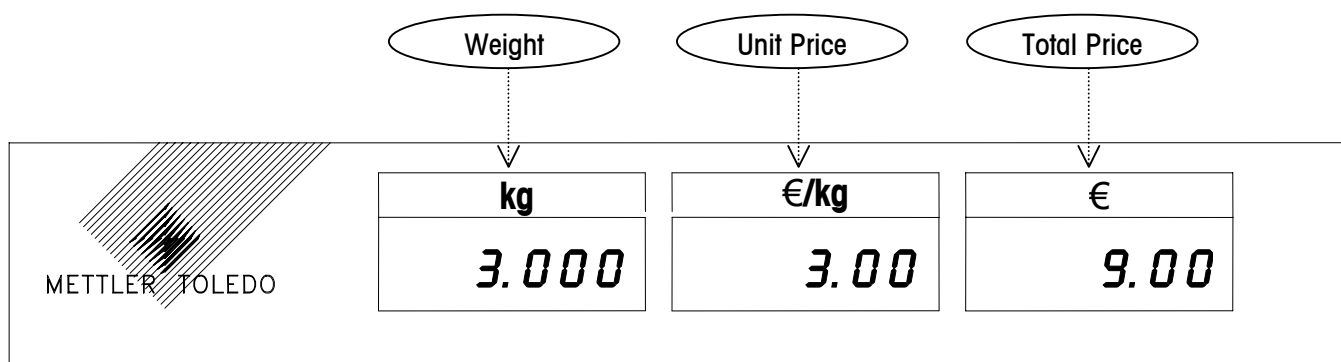 Weight Unit Price Total Price
kg €/kg €
3.000 3.00 9.00
METTLER TOLEDO